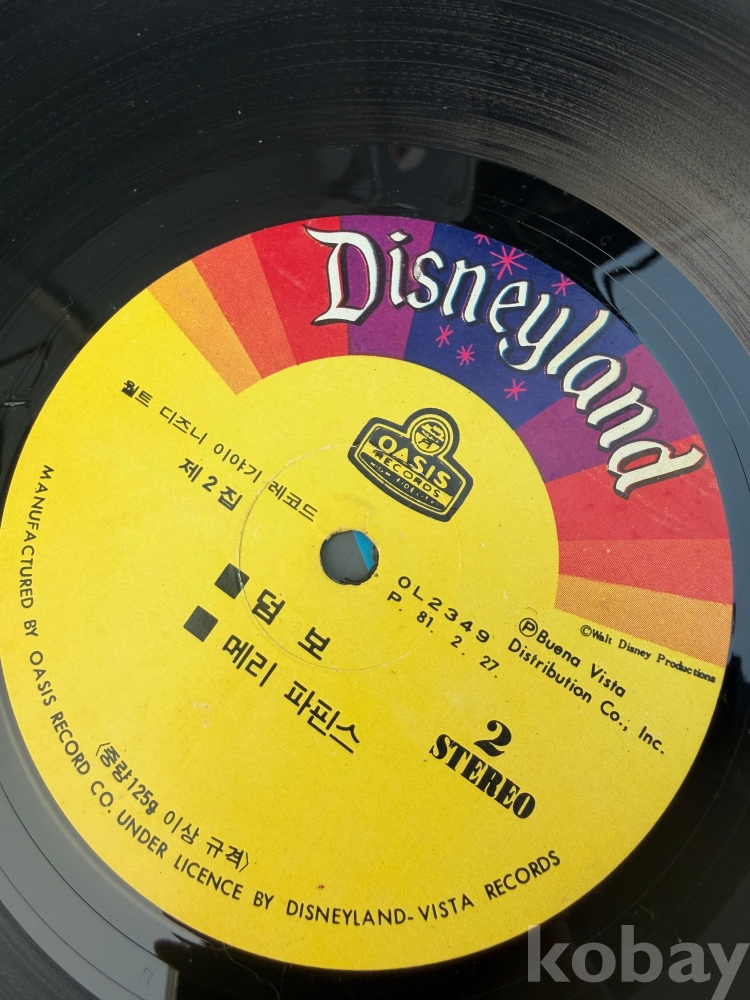 Disneyland
OASIS
RECORDS
월트 디즈니 이야기 레코드
제 2 집
OL2349
P. 81. 2. 27.
ⓟBuena Vista
Distribution Co., Inc.
©Walt Disney Productions
■ 덤 보
■ 메리 파핀스
2
STEREO
〈중량125g 이상 규격〉
MANUFACTURED BY OASIS RECORD CO. UNDER LICENCE BY DISNEYLAND-VISTA RECORDS
kobay